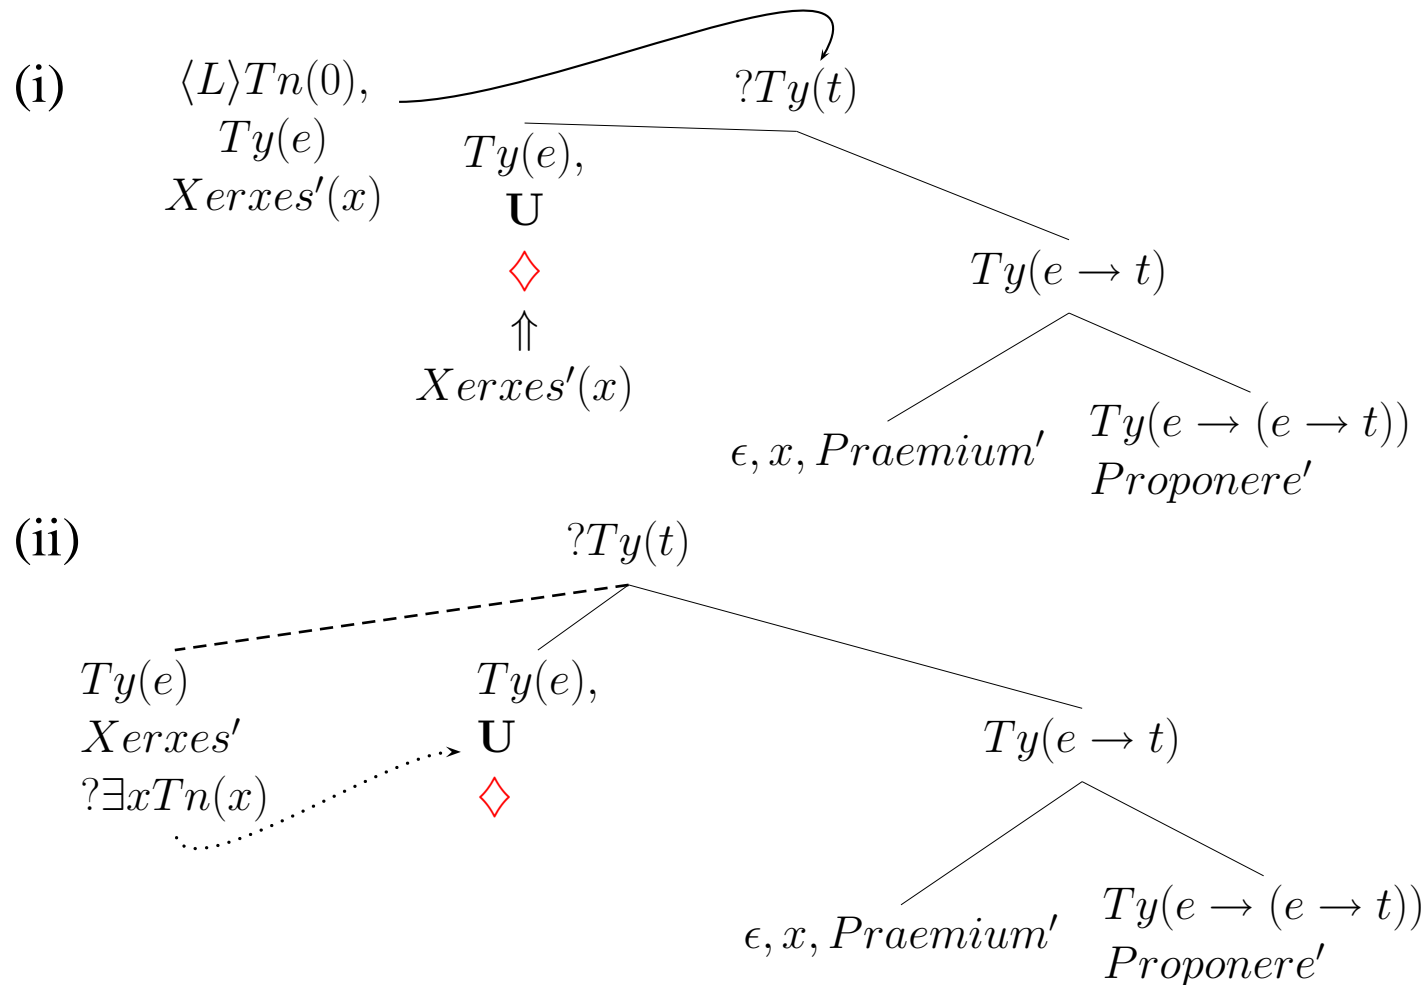 (i)
⟨L⟩Tn(0),
Ty(e)
Xerxes′(x)
?Ty(t)
Ty(e),
U
◇
⇑
Xerxes′(x)
Ty(e → t)
ϵ, x, Praemium′
Ty(e → (e → t))
Proponere′
(ii)
?Ty(t)
Ty(e)
Xerxes′
?∃xTn(x)
Ty(e),
U
◇
Ty(e → t)
ϵ, x, Praemium′
Ty(e → (e → t))
Proponere′